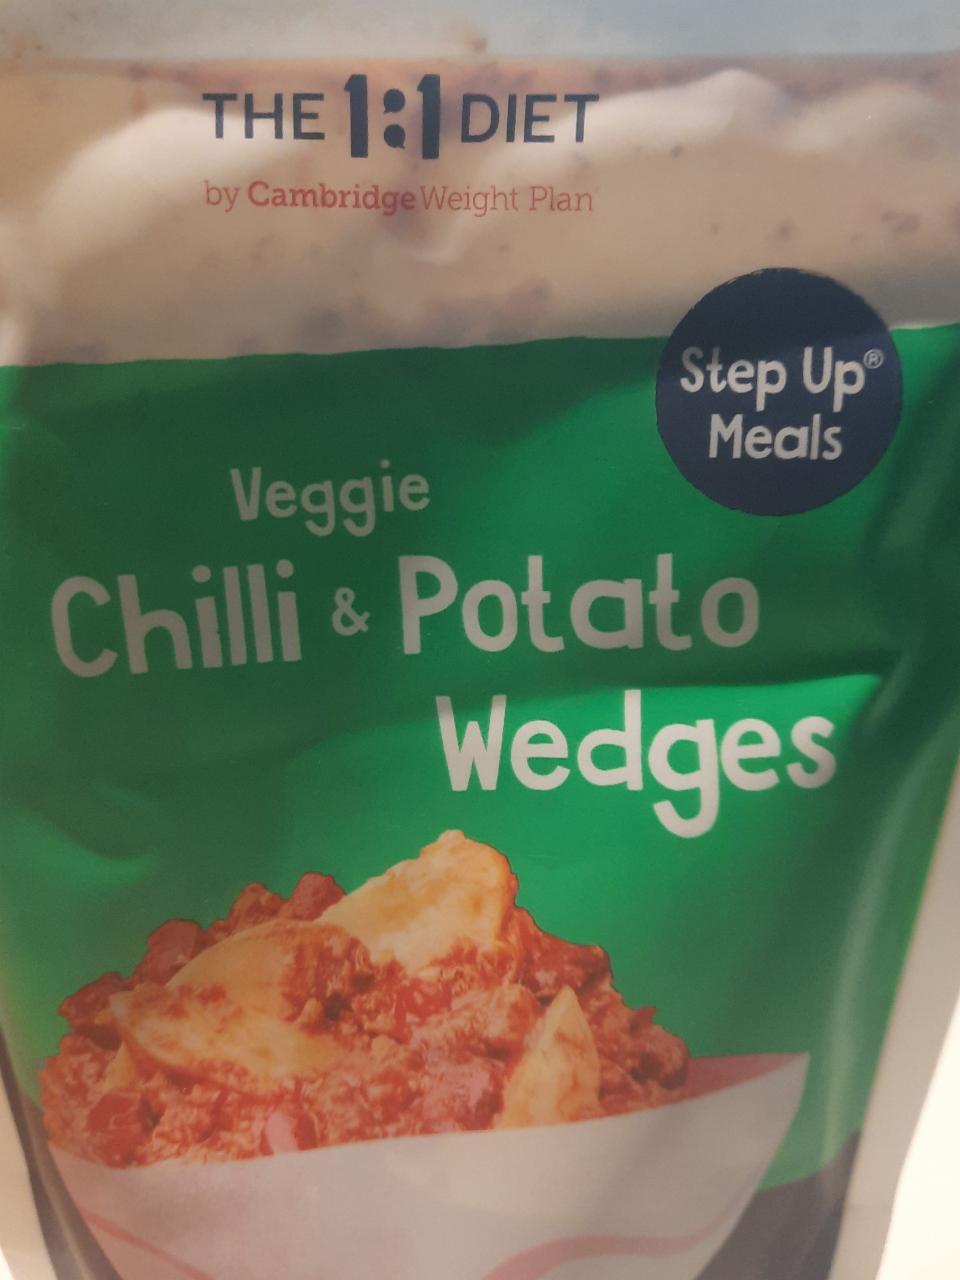 THE 1:1 DIET
by Cambridge Weight Plan
Step Up®
Meals
Veggie
Chilli & Potato
Wedges